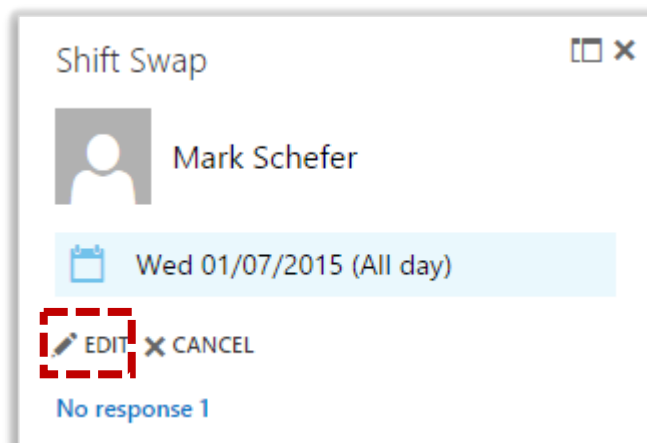 Shift Swap
Mark Schefer
Wed 01/07/2015 (All day)
EDIT CANCEL
No response 1